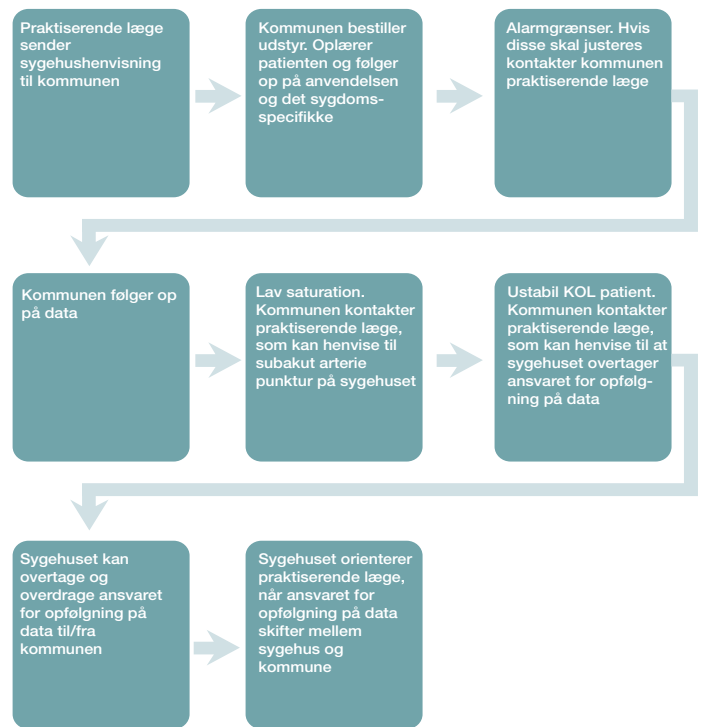 Praktiserende læge
sender
sygehushenvisning
til kommunen
Kommunen bestiller
udstyr. Oplærer
patienten og følger
op på anvendelsen
og det sygdoms-
specifikke
Alarmgrænser. Hvis
disse skal justeres
kontakter kommunen
praktiserende læge
Kommunen følger op
på data
Lav saturation.
Kommunen kontakter
praktiserende læge,
som kan henvise til
subakut arterie
punktur på sygehuset
Ustabil KOL patient.
Kommunen kontakter
praktiserende læge,
som kan henvise til at
sygehuset overtager
ansvaret for opfølg-
ning på data
Sygehuset kan
overtage og
overdrage ansvaret
for opfølgning på
data til/fra
kommunen
Sygehuset orienterer
praktiserende læge,
når ansvaret for
opfølgning på data
skifter mellem
sygehus og
kommune